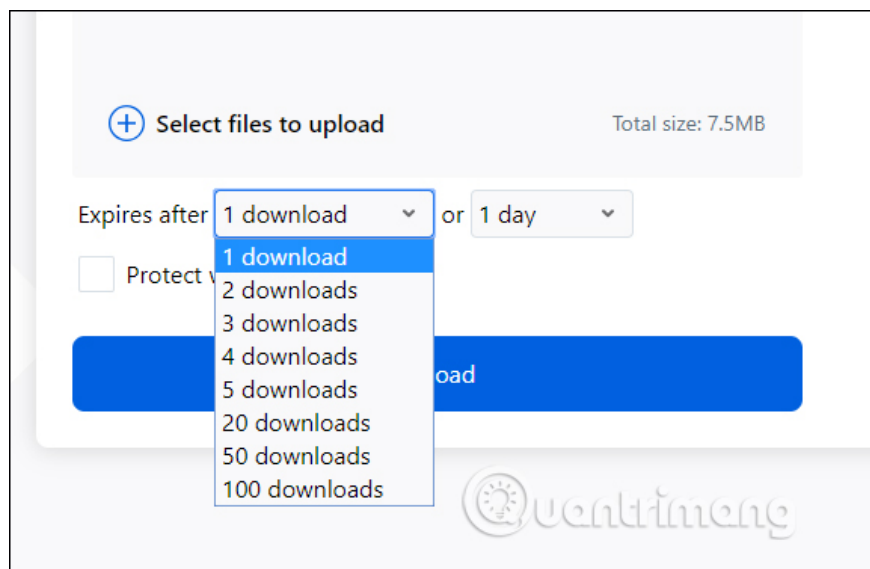 Select files to upload Total size: 7.5MB
Expires after 1 download or 1 day
1 download
Protect
2 downloads
3 downloads
4 downloads
oad
5 downloads
20 downloads
50 downloads
100 downloads
Quantrimang